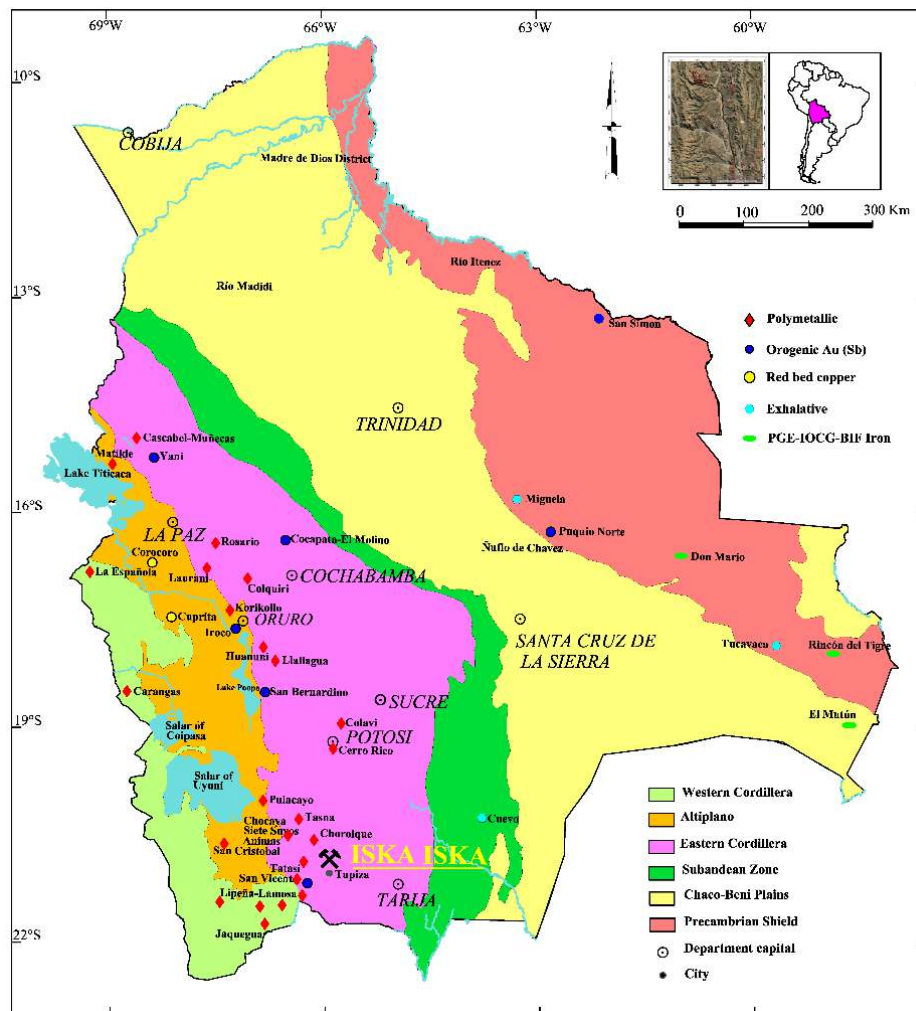 69°W
66°W
63°W
60°W
10°S
13°S
16°S
19°S
22°S
COBIJA
Madre de Dios District
Río Madidi
Río Itenez
San Simon
TRINIDAD
0 100 200 300 Km
Polymetallic
Orogenic Au (Sb)
Red bed copper
Exhalative
PGE-IOCG-BIF Iron
Cascabel-Muñecas
Matilde
Yani
Lake Titicaca
LA PAZ
Corocoro
La Española
Rosario
Laurani
Colquiri
Cocapata-El Molino
COCHABAMBA
Korikollo
Cuprita
Iroco
ORURO
Huanuni
Llallagua
Lake Poopo
San Bernardino
Carangas
Salar of
Coipasa
Salar of
Uyuni
SUCRE
Colavi
POTOSI
Cerro Rico
Miguela
Puquio Norte
Ñuflo de Chavez
Don Mario
SANTA CRUZ DE
LA SIERRA
Tucavaca
Rincón del Tigre
El Mutún
Pulacayo
Chocaya
Siete Suyos
Animas
Tasna
Chorolque
San Cristobal
Tatasi
San Vicent
ISKA ISKA
Tupiza
Lipeña-Lamosa
Jaquegua
TARIJA
Cuevo
Western Cordillera
Altiplano
Eastern Cordillera
Subandean Zone
Chaco-Beni Plains
Precambrian Shield
Department capital
City